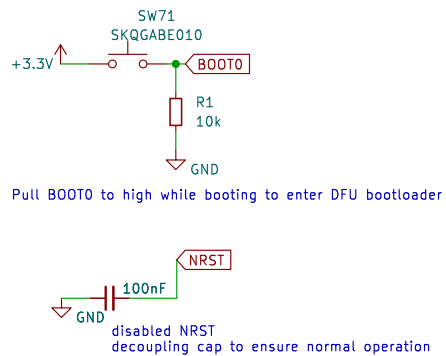 SW71
SKQGABE010
+3.3V
BOOT0
R1
10k
GND
Pull BOOT0 to high while booting to enter DFU bootloader
NRST
100nF
GND
disabled NRST
decoupling cap to ensure normal operation